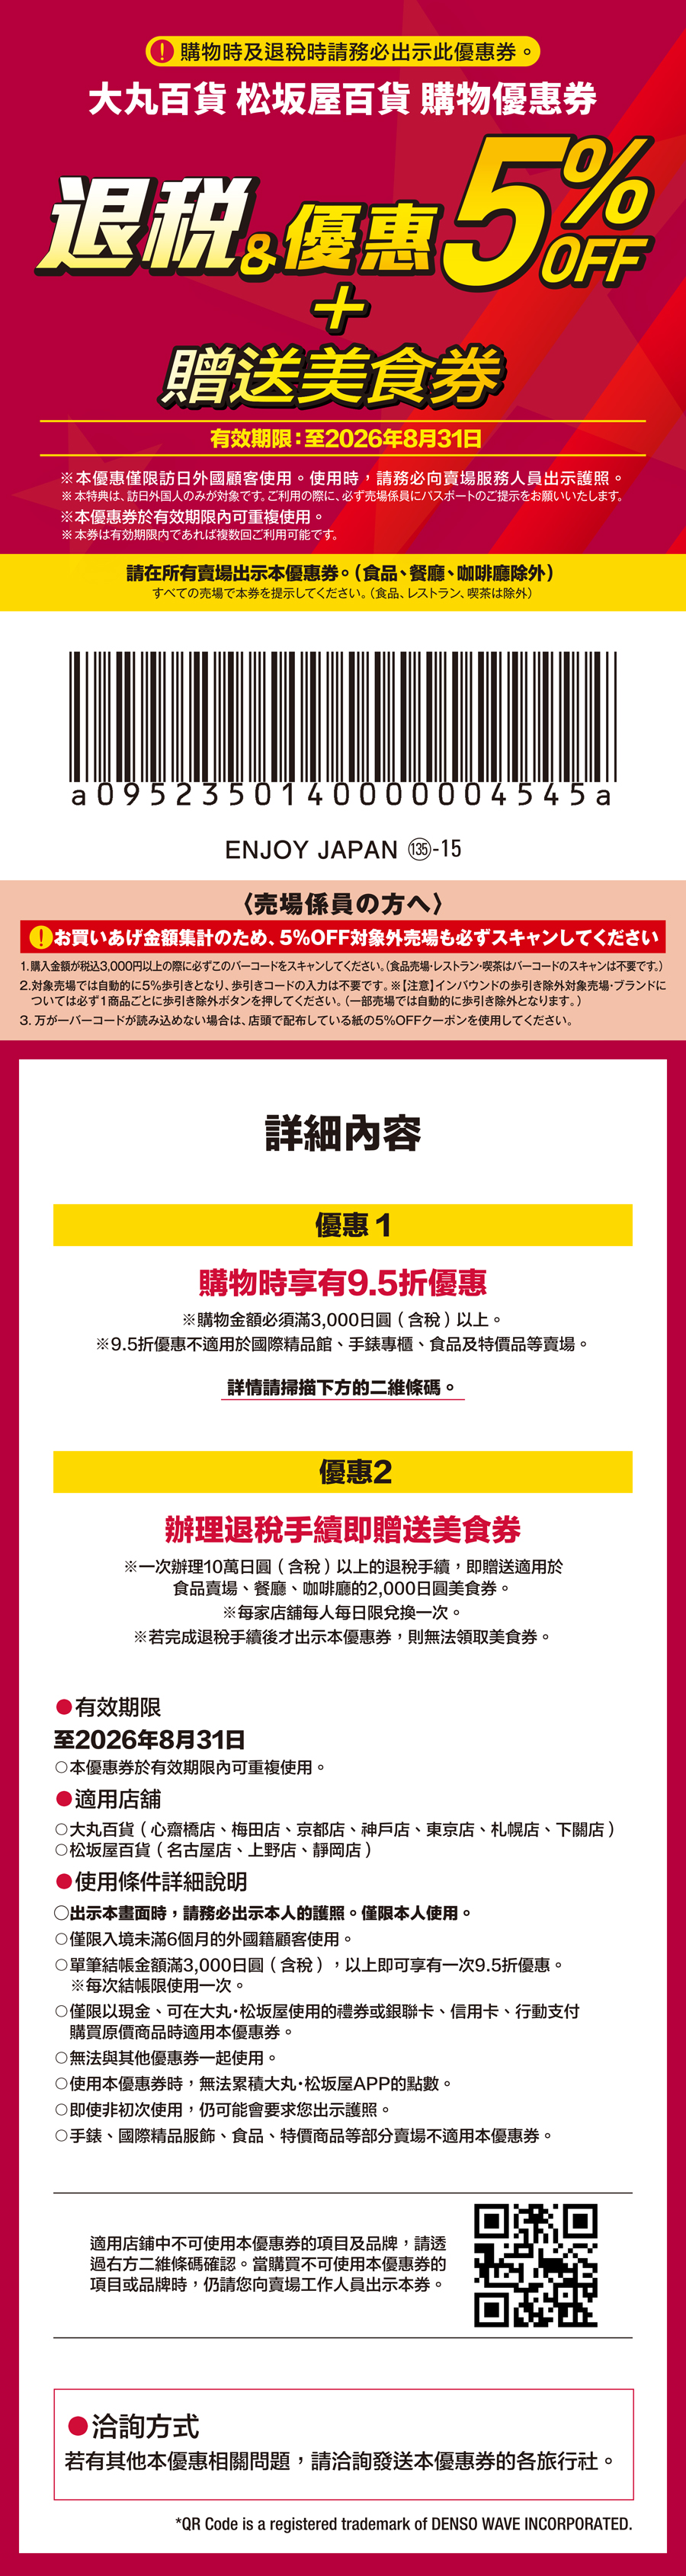 ! 購物時及退稅時請務必出示此優惠券。
大丸百貨 松坂屋百貨 購物優惠券
退稅&優惠5%OFF
+
贈送美食券
有效期限:至2026年8月31日
※本優惠僅限訪日外國顧客使用。使用時,請務必向賣場服務人員出示護照。
※本特典は、訪日外国人のみが対象です。ご利用の際に、必ず売場係員にパスポートのご提示をお願いいたします。
※本優惠券於有效期限內可重複使用。
※本券は有効期限内であれば複数回ご利用可能です。
請在所有賣場出示本優惠券。(食品、餐廳、咖啡廳除外)
すべての売場で本券を提示してください。(食品、レストラン、喫茶は除外)
a0952350140000004545a
ENJOY JAPAN (135)-15
〈売場係員の方へ〉
! お買いあげ金額集計のため、5%OFF対象外売場も必ずスキャンしてください
1.購入金額が税込3,000円以上の際に必ずこのバーコードをスキャンしてください。(食品売場・レストラン・喫茶はバーコードのスキャンは不要です。)
2.対象売場では自動的に5%歩引きとなり、歩引きコードの入力は不要です。※【注意】インバウンドの歩引き除外対象売場・ブランドに
ついては必ず1商品ごとに歩引き除外ボタンを押してください。(一部売場では自動的に歩引き除外となります。)
3. 万が一バーコードが読み込めない場合は、店頭で配布している紙の5%OFFクーポンを使用してください。
詳細內容
優惠1
購物時享有9.5折優惠
※購物金額必須滿3,000日圓(含稅)以上。
※9.5折優惠不適用於國際精品館、手錶專櫃、食品及特價品等賣場。
詳情請掃描下方的二維條碼。
優惠2
辦理退稅手續即贈送美食券
※一次辦理10萬日圓(含稅)以上的退稅手續,即贈送適用於
食品賣場、餐廳、咖啡廳的2,000日圓美食券。
※每家店舖每人每日限兌換一次。
※若完成退稅手續後才出示本優惠券,則無法領取美食券。
●有效期限
至2026年8月31日
○本優惠券於有效期限內可重複使用。
●適用店舖
○大丸百貨(心齋橋店、梅田店、京都店、神戶店、東京店、札幌店、下關店)
○松坂屋百貨(名古屋店、上野店、靜岡店)
●使用條件詳細說明
○出示本畫面時,請務必出示本人的護照。僅限本人使用。
○僅限入境未滿6個月的外國籍顧客使用。
○單筆結帳金額滿3,000日圓(含稅),以上即可享有一次9.5折優惠。
※每次結帳限使用一次。
○僅限以現金、可在大丸・松坂屋使用的禮券或銀聯卡、信用卡、行動支付
購買原價商品時適用本優惠券。
○無法與其他優惠券一起使用。
○使用本優惠券時,無法累積大丸・松坂屋APP的點數。
○即使非初次使用,仍可能會要求您出示護照。
○手錶、國際精品服飾、食品、特價商品等部分賣場不適用本優惠券。
適用店鋪中不可使用本優惠券的項目及品牌,請透
過右方二維條碼確認。當購買不可使用本優惠券的
項目或品牌時,仍請您向賣場工作人員出示本券。
●洽詢方式
若有其他本優惠相關問題,請洽詢發送本優惠券的各旅行社。
*QR Code is a registered trademark of DENSO WAVE INCORPORATED.